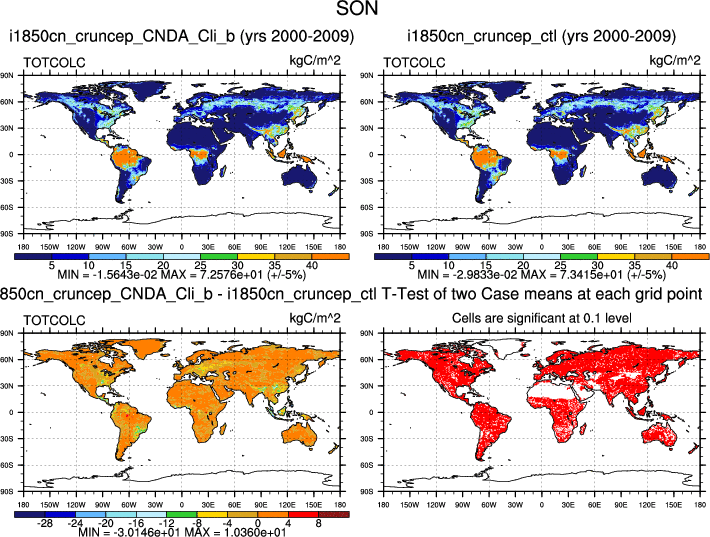 SON
i1850cn_cruncep_CNDA_Cli_b (yrs 2000-2009)
i1850cn_cruncep_ctl (yrs 2000-2009)
TOTCOLC kgC/m^2
TOTCOLC kgC/m^2
90N 60N 30N 0 30S 60S 90S
180 150W 120W 90W 60W 30W 0 30E 60E 90E 120E 150E 180
90N 60N 30N 0 30S 60S 90S
180 150W 120W 90W 60W 30W 0 30E 60E 90E 120E 150E 180
5 10 15 20 25 30 35 40
5 10 15 20 25 30 35 40
MIN = -1.5643e-02 MAX = 7.2576e+01 (+/-5%)
MIN = -2.9833e-02 MAX = 7.3415e+01 (+/-5%)
850cn_cruncep_CNDA_Cli_b - i1850cn_cruncep_ctl
T-Test of two Case means at each grid point
TOTCOLC kgC/m^2
Cells are significant at 0.1 level
90N 60N 30N 0 30S 60S 90S
180 150W 120W 90W 60W 30W 0 30E 60E 90E 120E 150E 180
90N 60N 30N 0 30S 60S 90S
180 150W 120W 90W 60W 30W 0 30E 60E 90E 120E 150E 180
-28 -24 -20 -16 -12 -8 -4 0 4 8
MIN = -3.0146e+01 MAX = 1.0360e+01